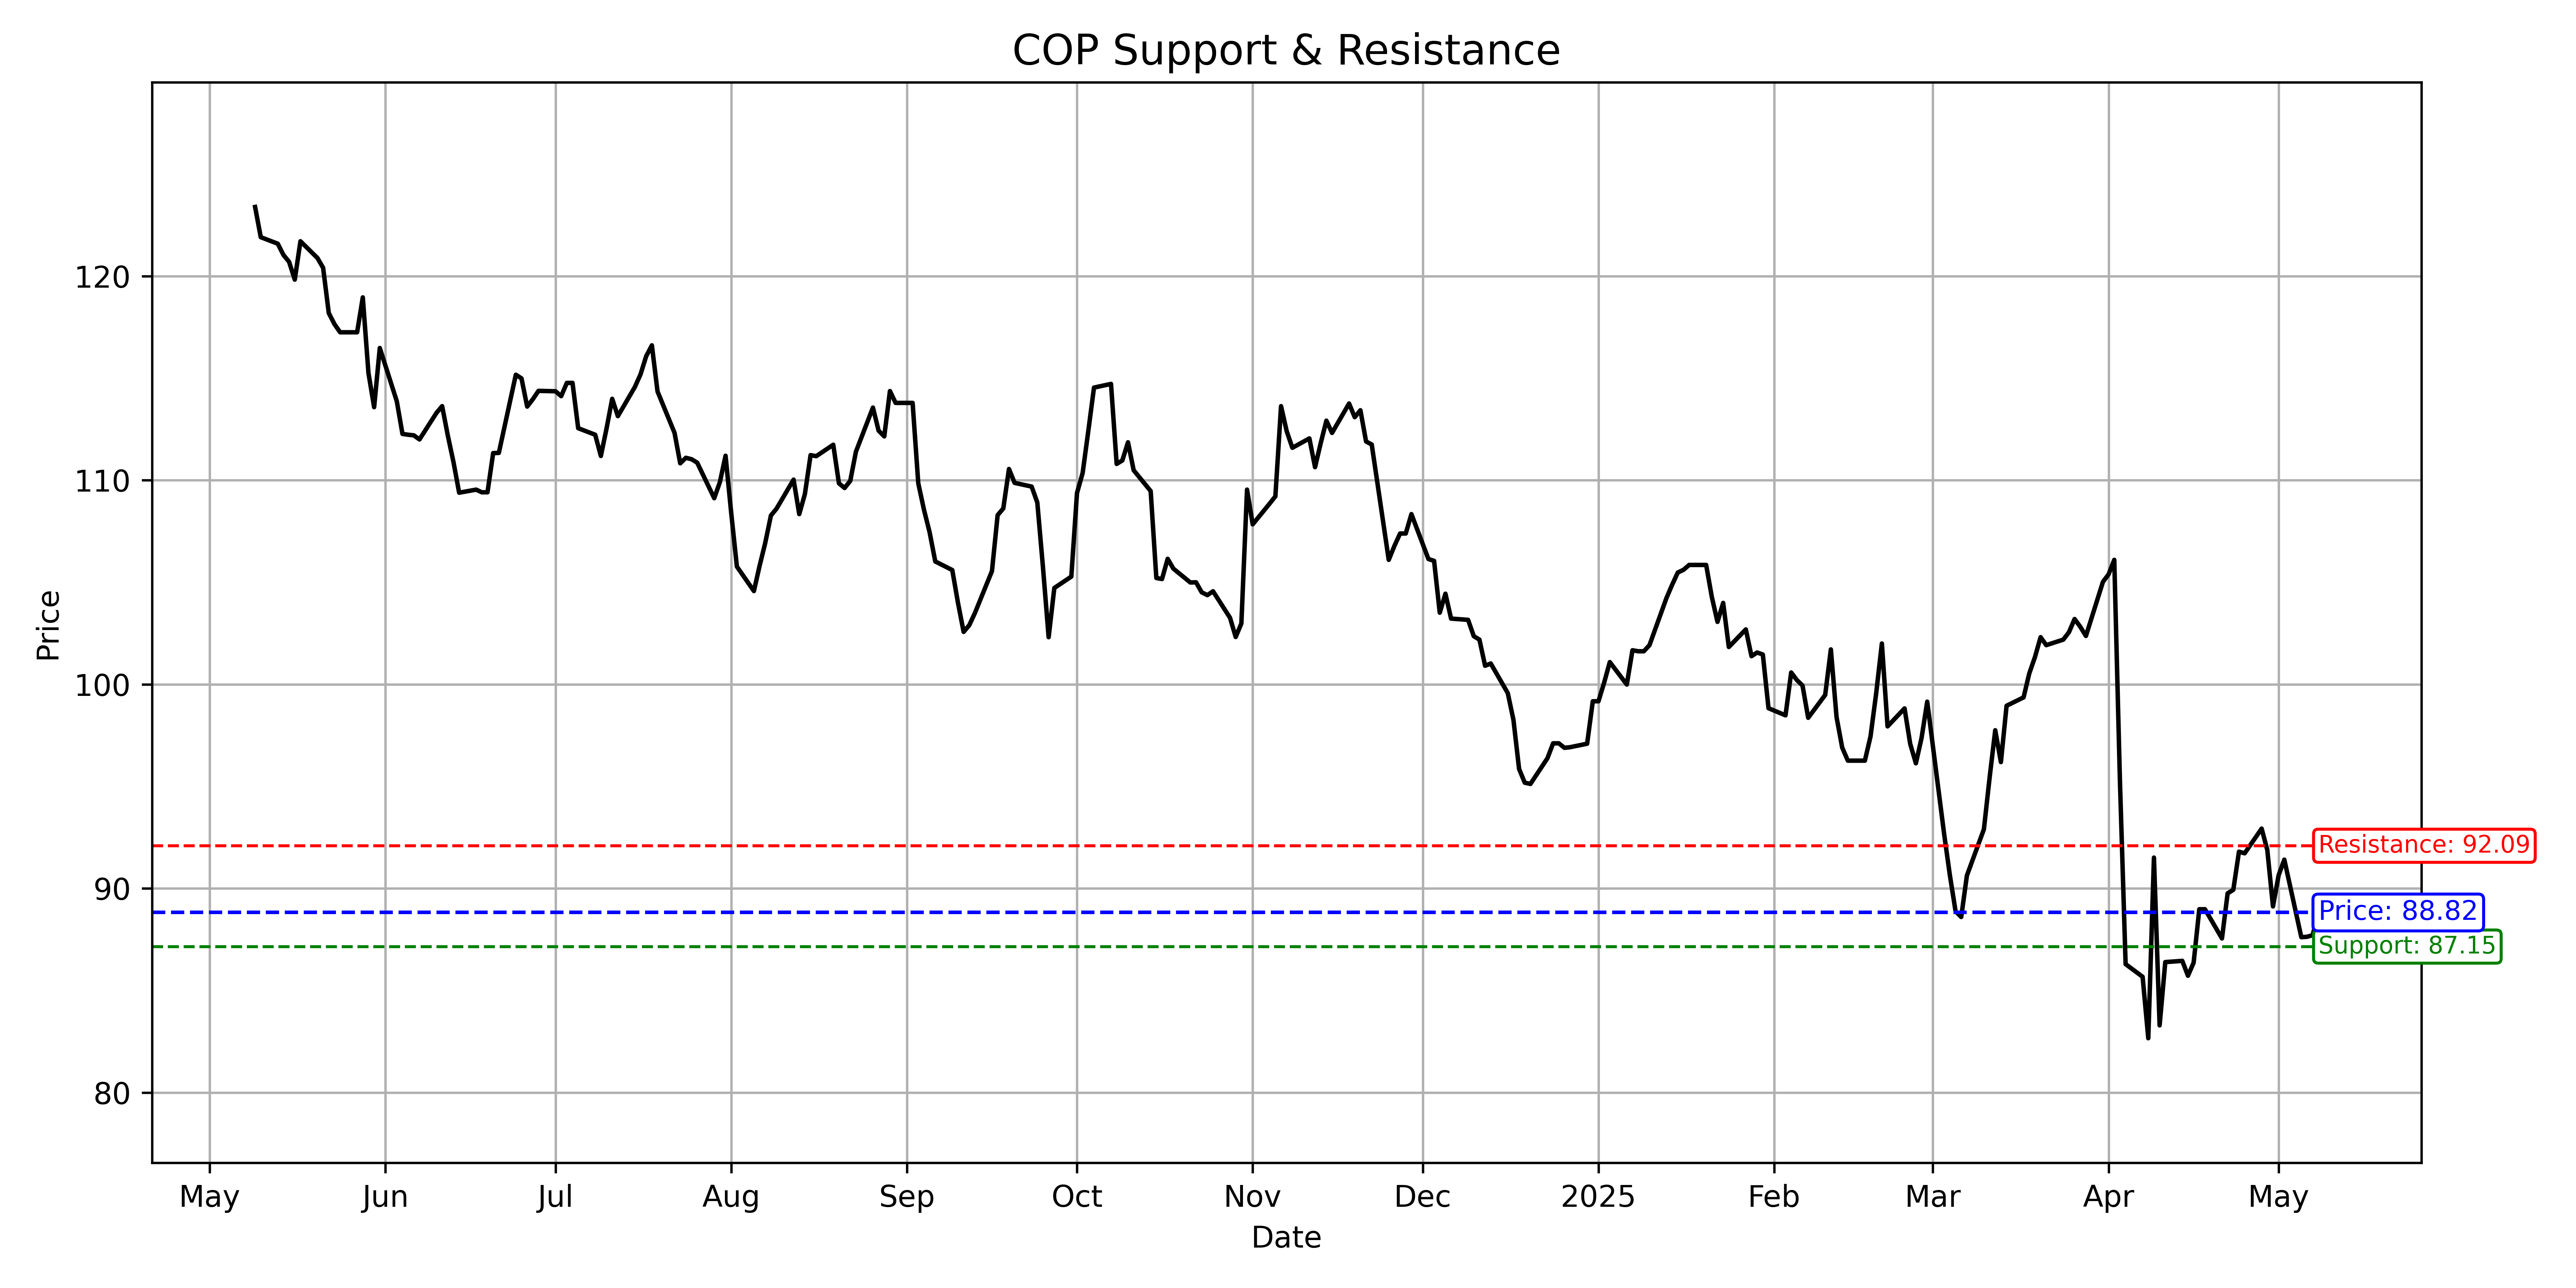 COP Support & Resistance
Price
120
110
100
90
80
Resistance: 92.09
Price: 88.82
Support: 87.15
May Jun Jul Aug Sep Oct Nov Dec 2025 Feb Mar Apr May
Date